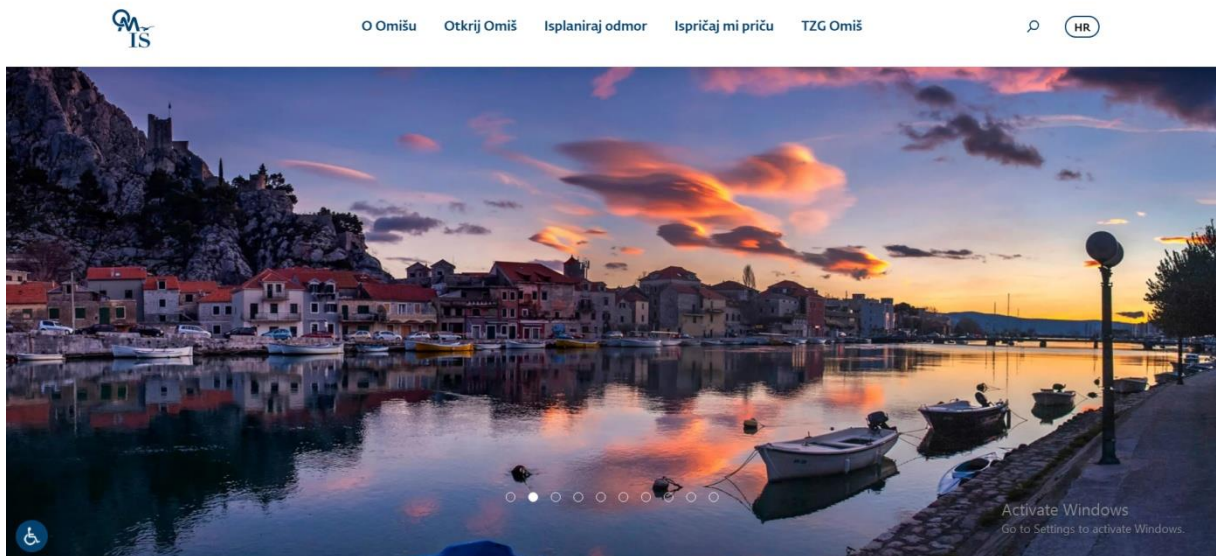 OMIŠ
O Omišu
Otkrij Omiš
Isplaniraj odmor
Ispričaj mi priču
TZG Omiš
HR
Activate Windows
Go to Settings to activate Windows.